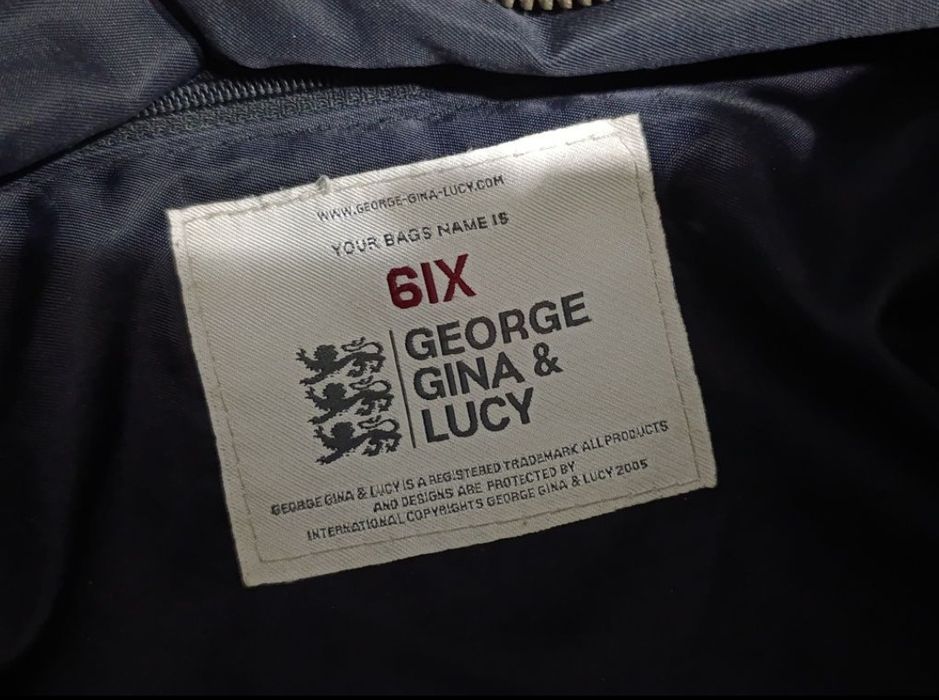 WWW.GEORGE-GINA-LUCY.COM
YOUR BAGS NAME IS
6IX
GEORGE
GINA &
LUCY
GEORGE GINA & LUCY IS A REGISTERED TRADEMARK ALL PRODUCTS
AND DESIGNS ARE PROTECTED BY
INTERNATIONAL COPYRIGHTS GEORGE GINA & LUCY 2005